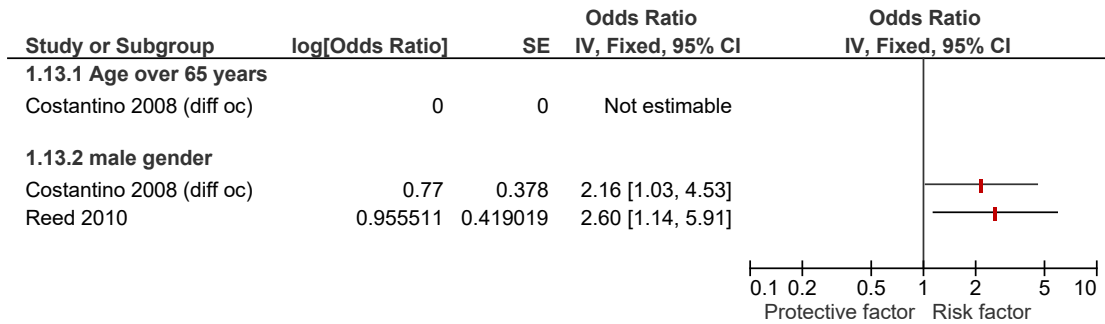 Odds Ratio Odds Ratio
Study or Subgroup log[Odds Ratio] SE IV, Fixed, 95% CI IV, Fixed, 95% CI
1.13.1 Age over 65 years
Costantino 2008 (diff oc) 0 0 Not estimable
1.13.2 male gender
Costantino 2008 (diff oc) 0.77 0.378 2.16 [1.03, 4.53]
Reed 2010 0.955511 0.419019 2.60 [1.14, 5.91]
0.1 0.2 0.5 1 2 5 10
Protective factor Risk factor